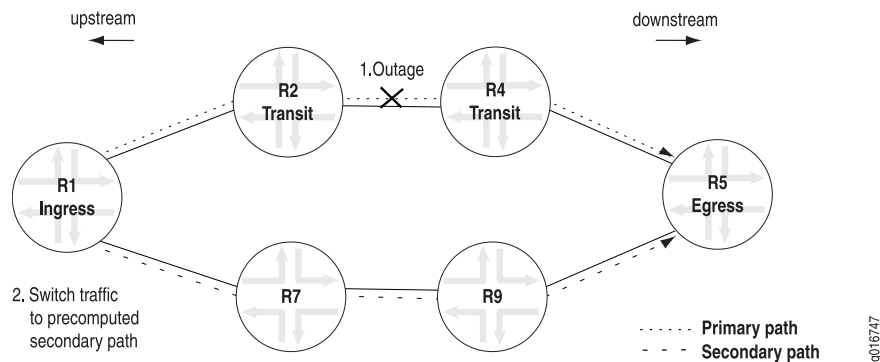 upstream
downstream
1.Outage
R2
Transit
R4
Transit
R1
Ingress
R5
Egress
R7
R9
2. Switch traffic
to precomputed
secondary path
Primary path
Secondary path
g016747